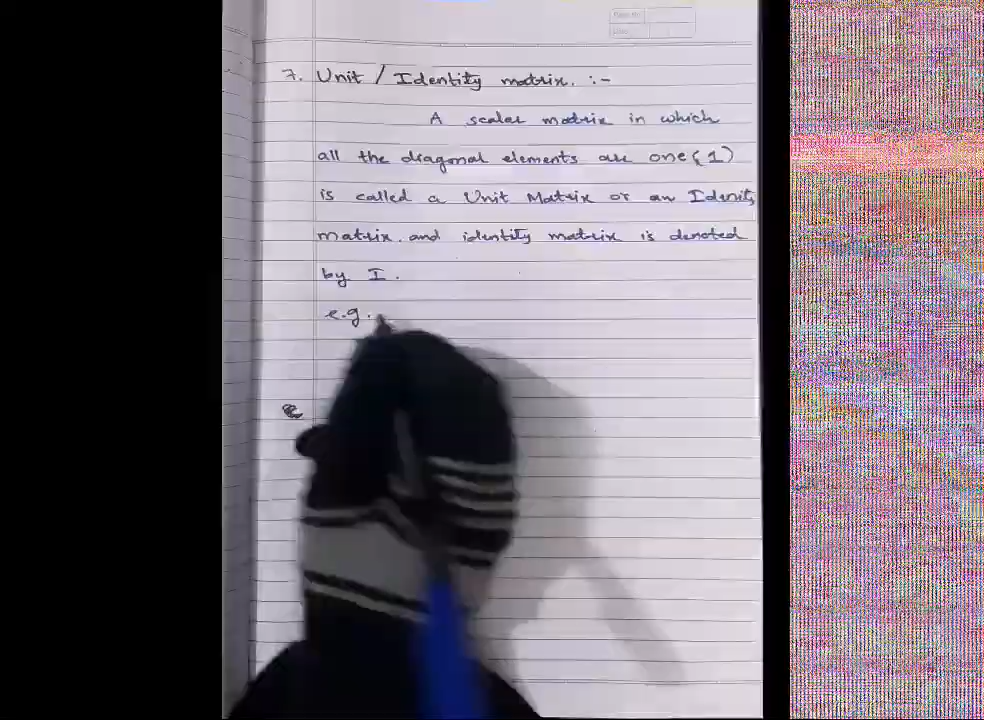 7. Unit / Identity matrix. :-
A scalar matrix in which
all the diagonal elements are one (1)
is called a Unit Matrix or an Idenity
matrix. and identity matrix is denoted
by I.
e.g.